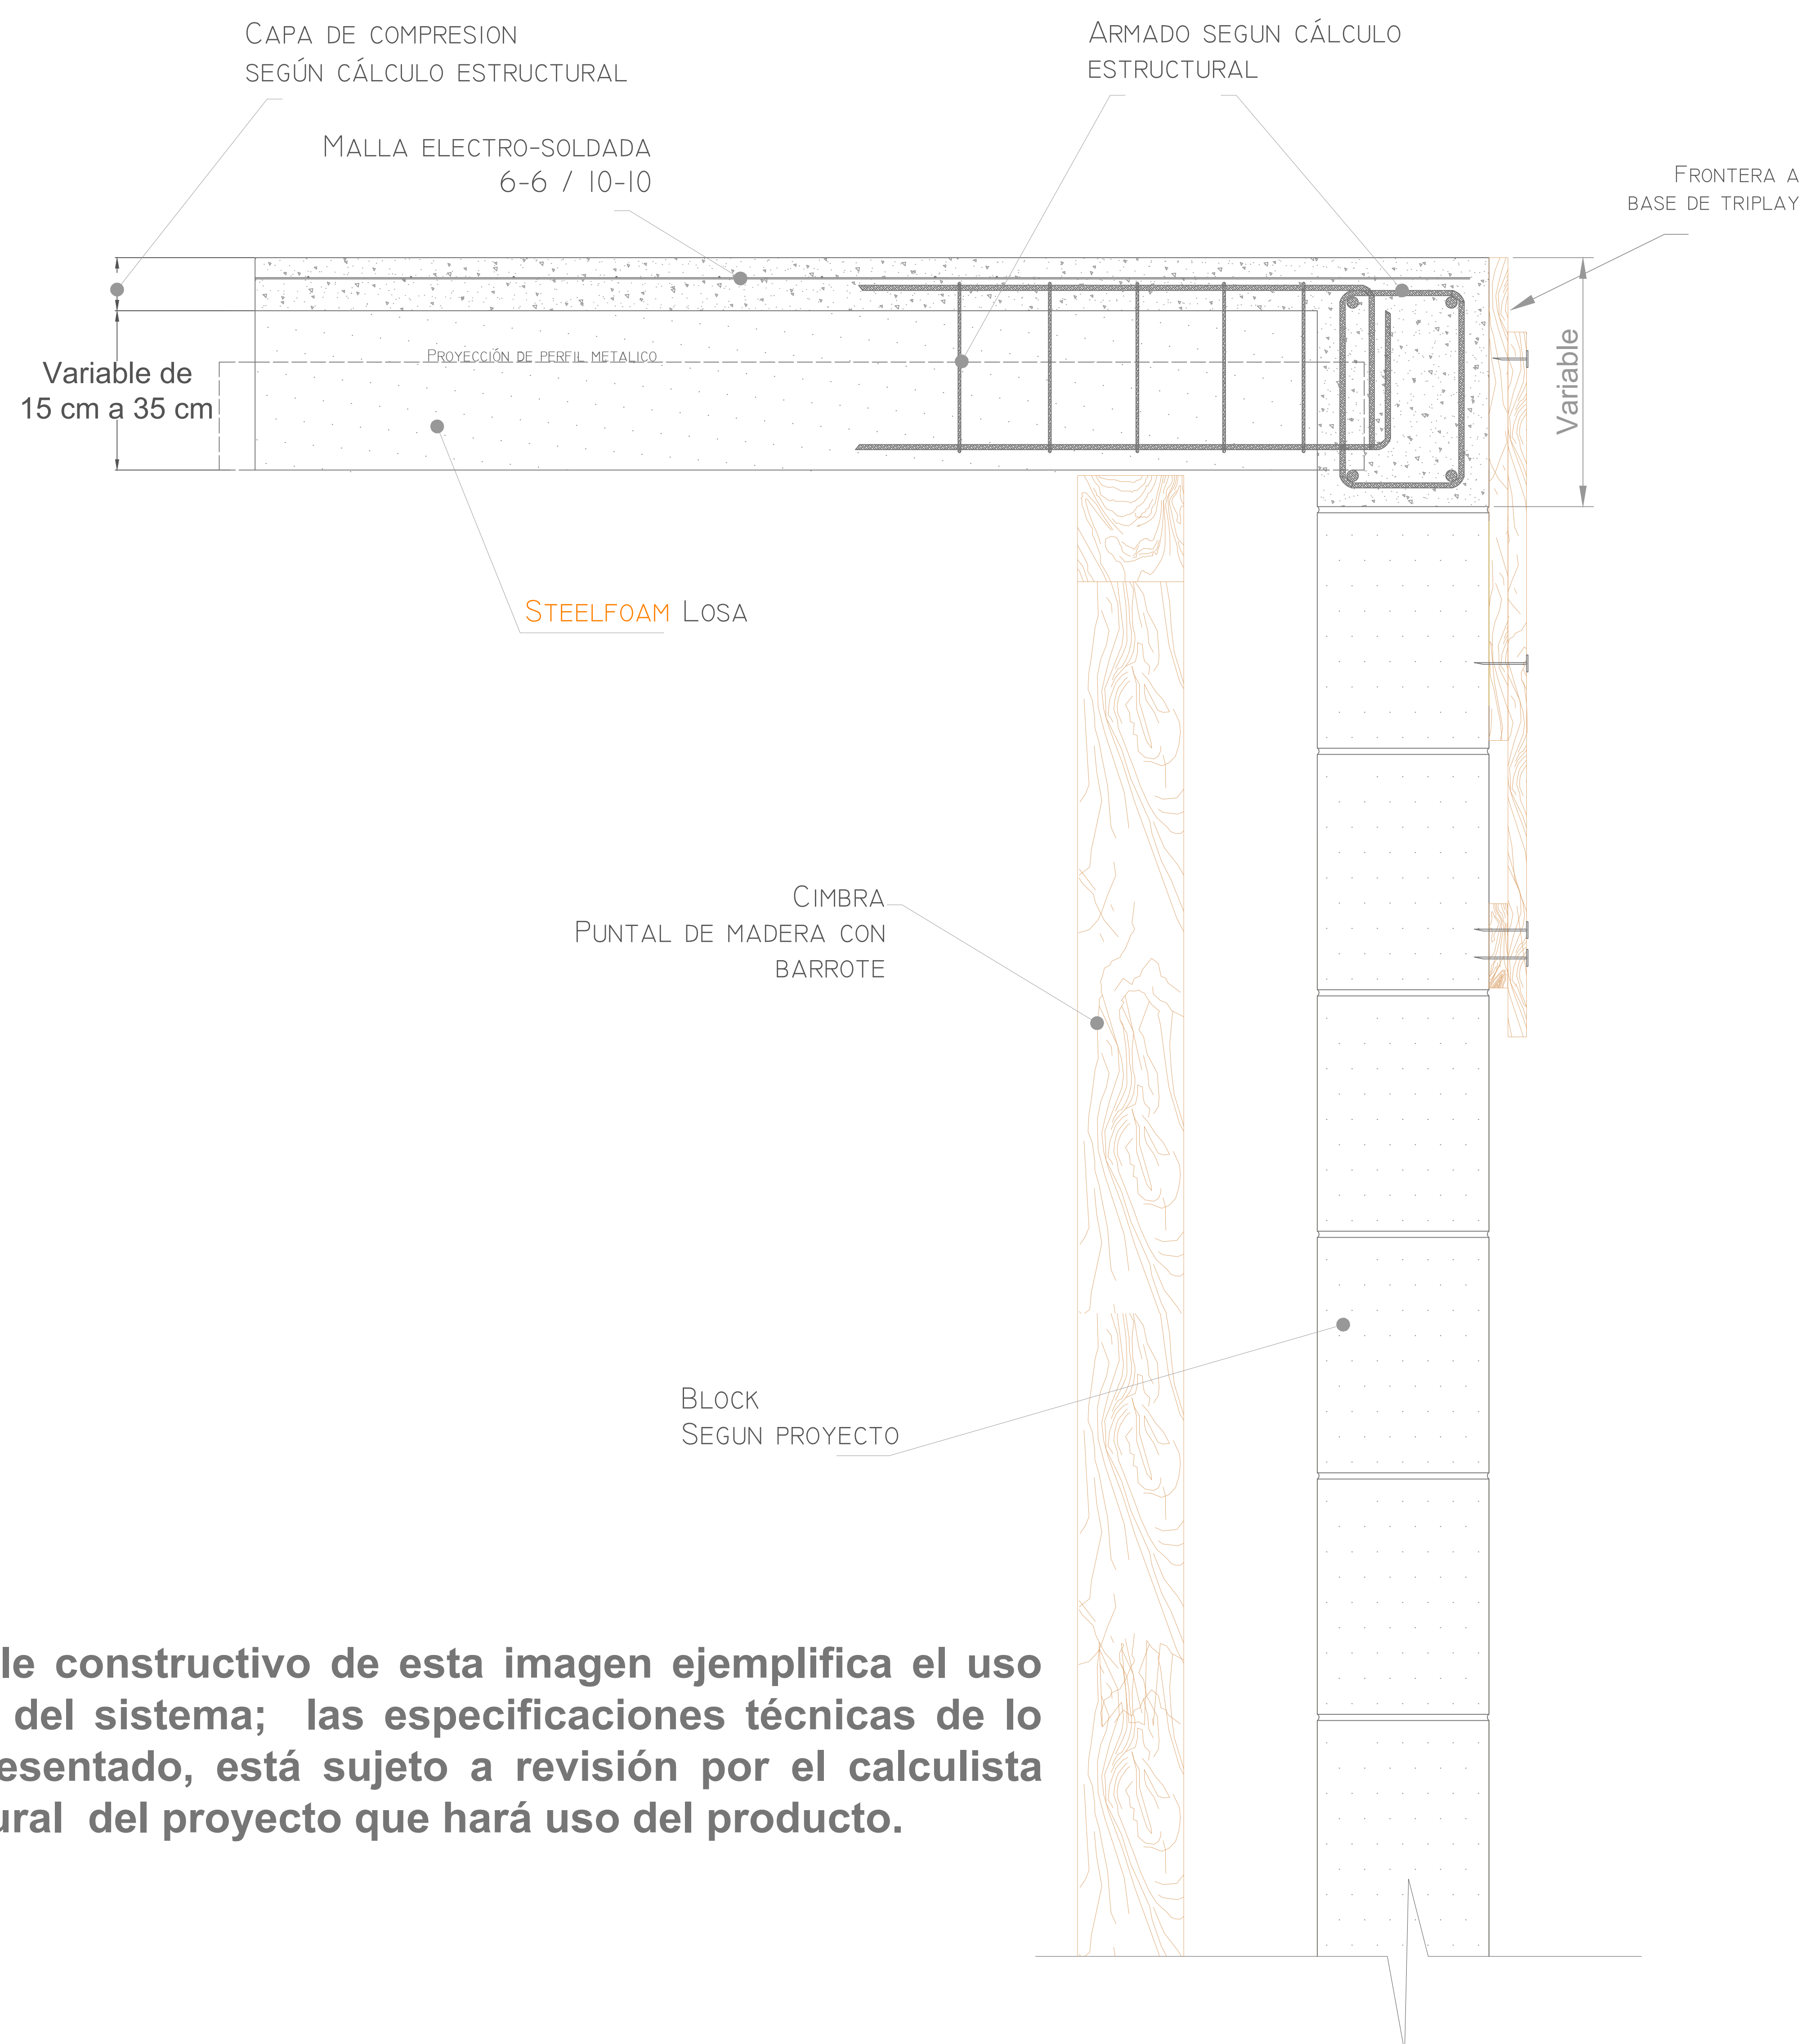 CAPA DE COMPRESION
SEGÚN CÁLCULO ESTRUCTURAL
ARMADO SEGUN CÁLCULO
ESTRUCTURAL
MALLA ELECTRO-SOLDADA
6-6 / 10-10
FRONTERA A
BASE DE TRIPLAY
PROYECCIÓN DE PERFIL METALICO
Variable de
15 cm a 35 cm
Variable
STEELFOAM LOSA
CIMBRA
PUNTAL DE MADERA CON
BARROTE
BLOCK
SEGUN PROYECTO
le constructivo de esta imagen ejemplifica el uso
del sistema; las especificaciones técnicas de lo
esentado, está sujeto a revisión por el calculista
ural del proyecto que hará uso del producto.